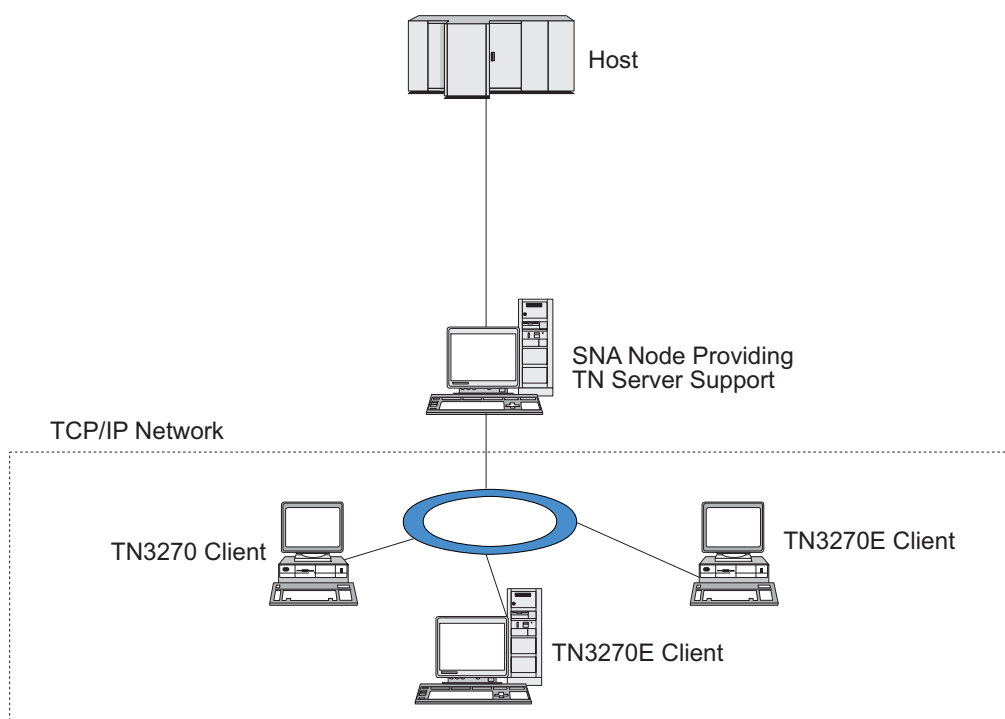 Host
SNA Node Providing
TN Server Support
TCP/IP Network
TN3270 Client
TN3270E Client
TN3270E Client